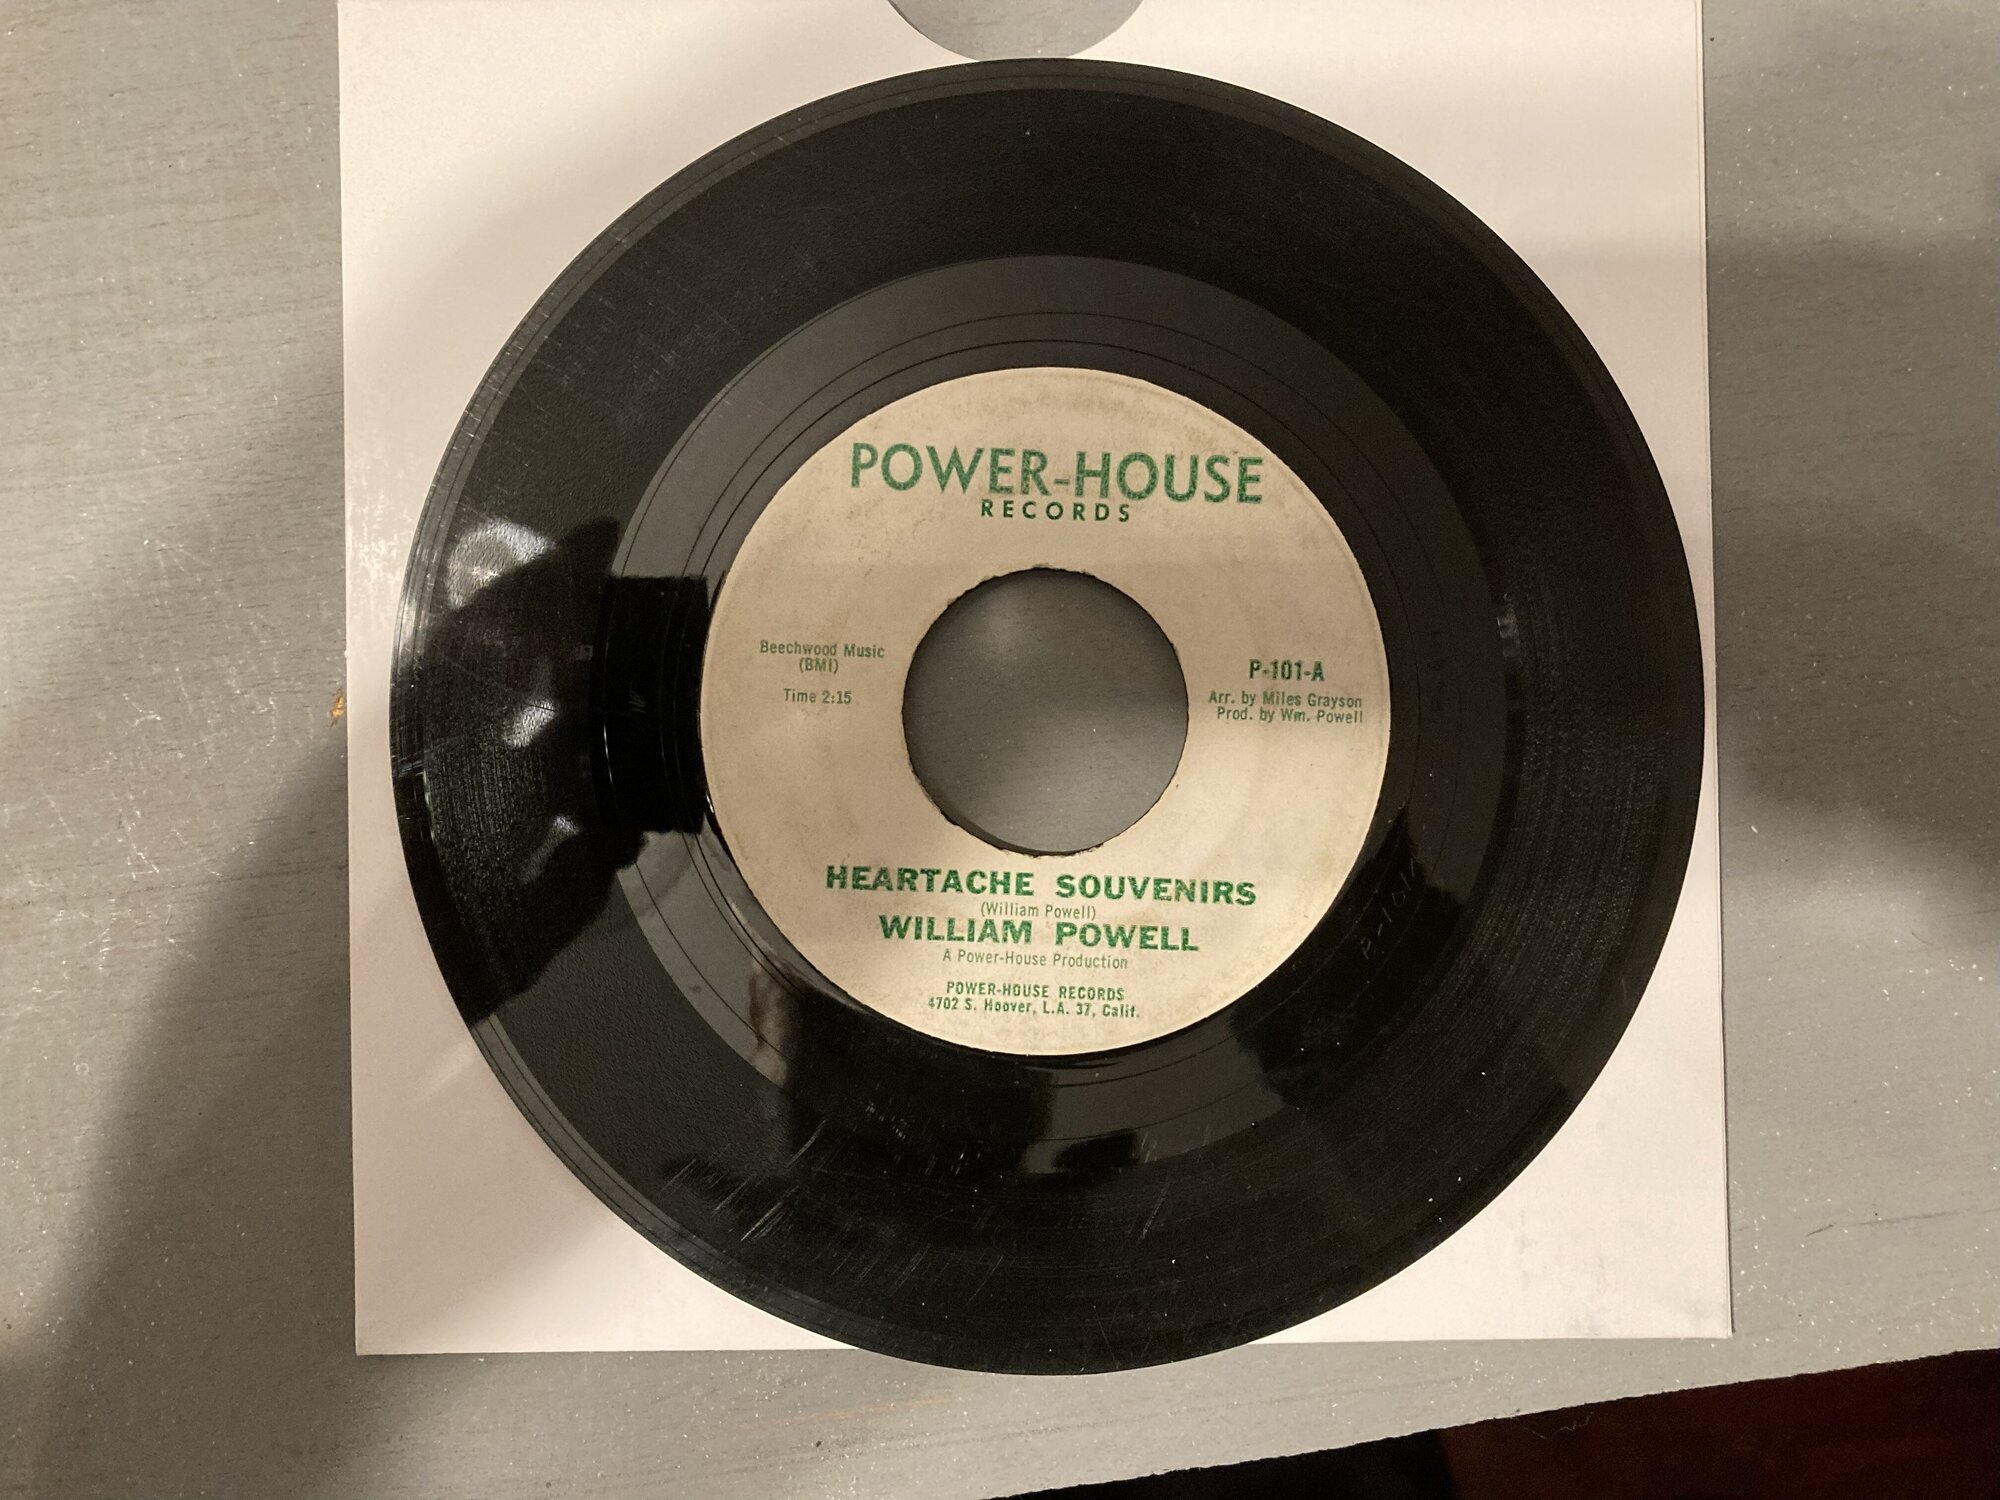 POWER-HOUSE
RECORDS
Beechwood Music
(BMI)
Time 2:15
P-101-A
Arr. by Miles Grayson
Prod. by Wm. Powell
HEARTACHE SOUVENIRS
(William Powell)
WILLIAM POWELL
A Power-House Production
POWER-HOUSE RECORDS
4702 S. Hoover, L.A. 37, Calif.